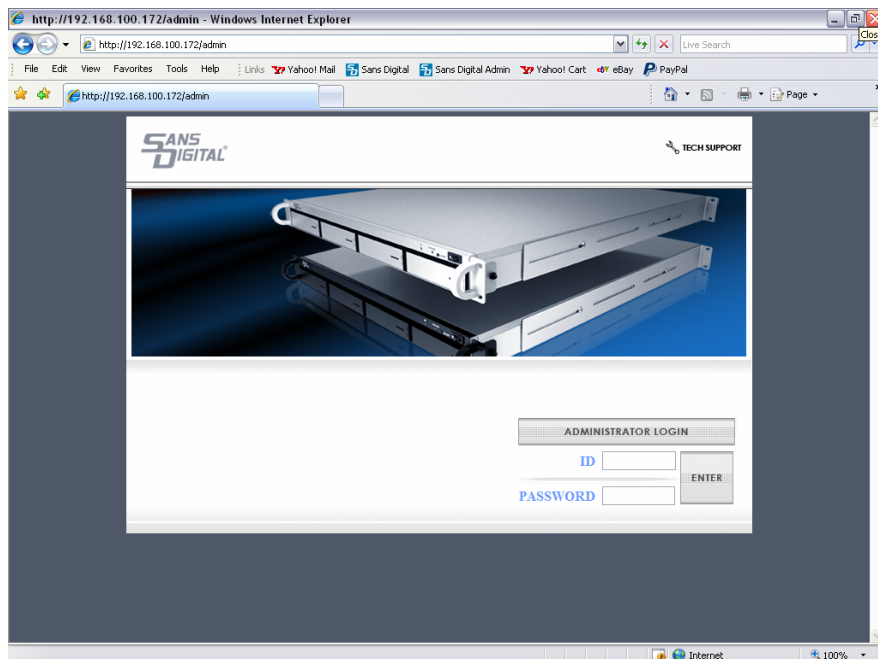 http://192.168.100.172/admin - Windows Internet Explorer
Clos
http://192.168.100.172/admin
Live Search
File Edit View Favorites Tools Help Links Yahoo! Mail Sans Digital Sans Digital Admin Yahoo! Cart eBay PayPal
http://192.168.100.172/admin
Page
SANS DIGITAL
TECH SUPPORT
ADMINISTRATOR LOGIN
ID
ENTER
PASSWORD
Internet 100%